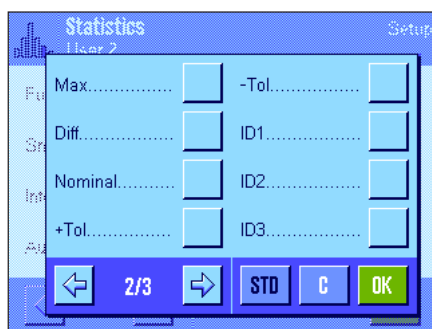 Statistics
Setup
User 2
Max................
-Tol.................
Diff..................
ID1..................
Nominal..........
ID2..................
+Tol................
ID3..................
2/3
STD
C
OK